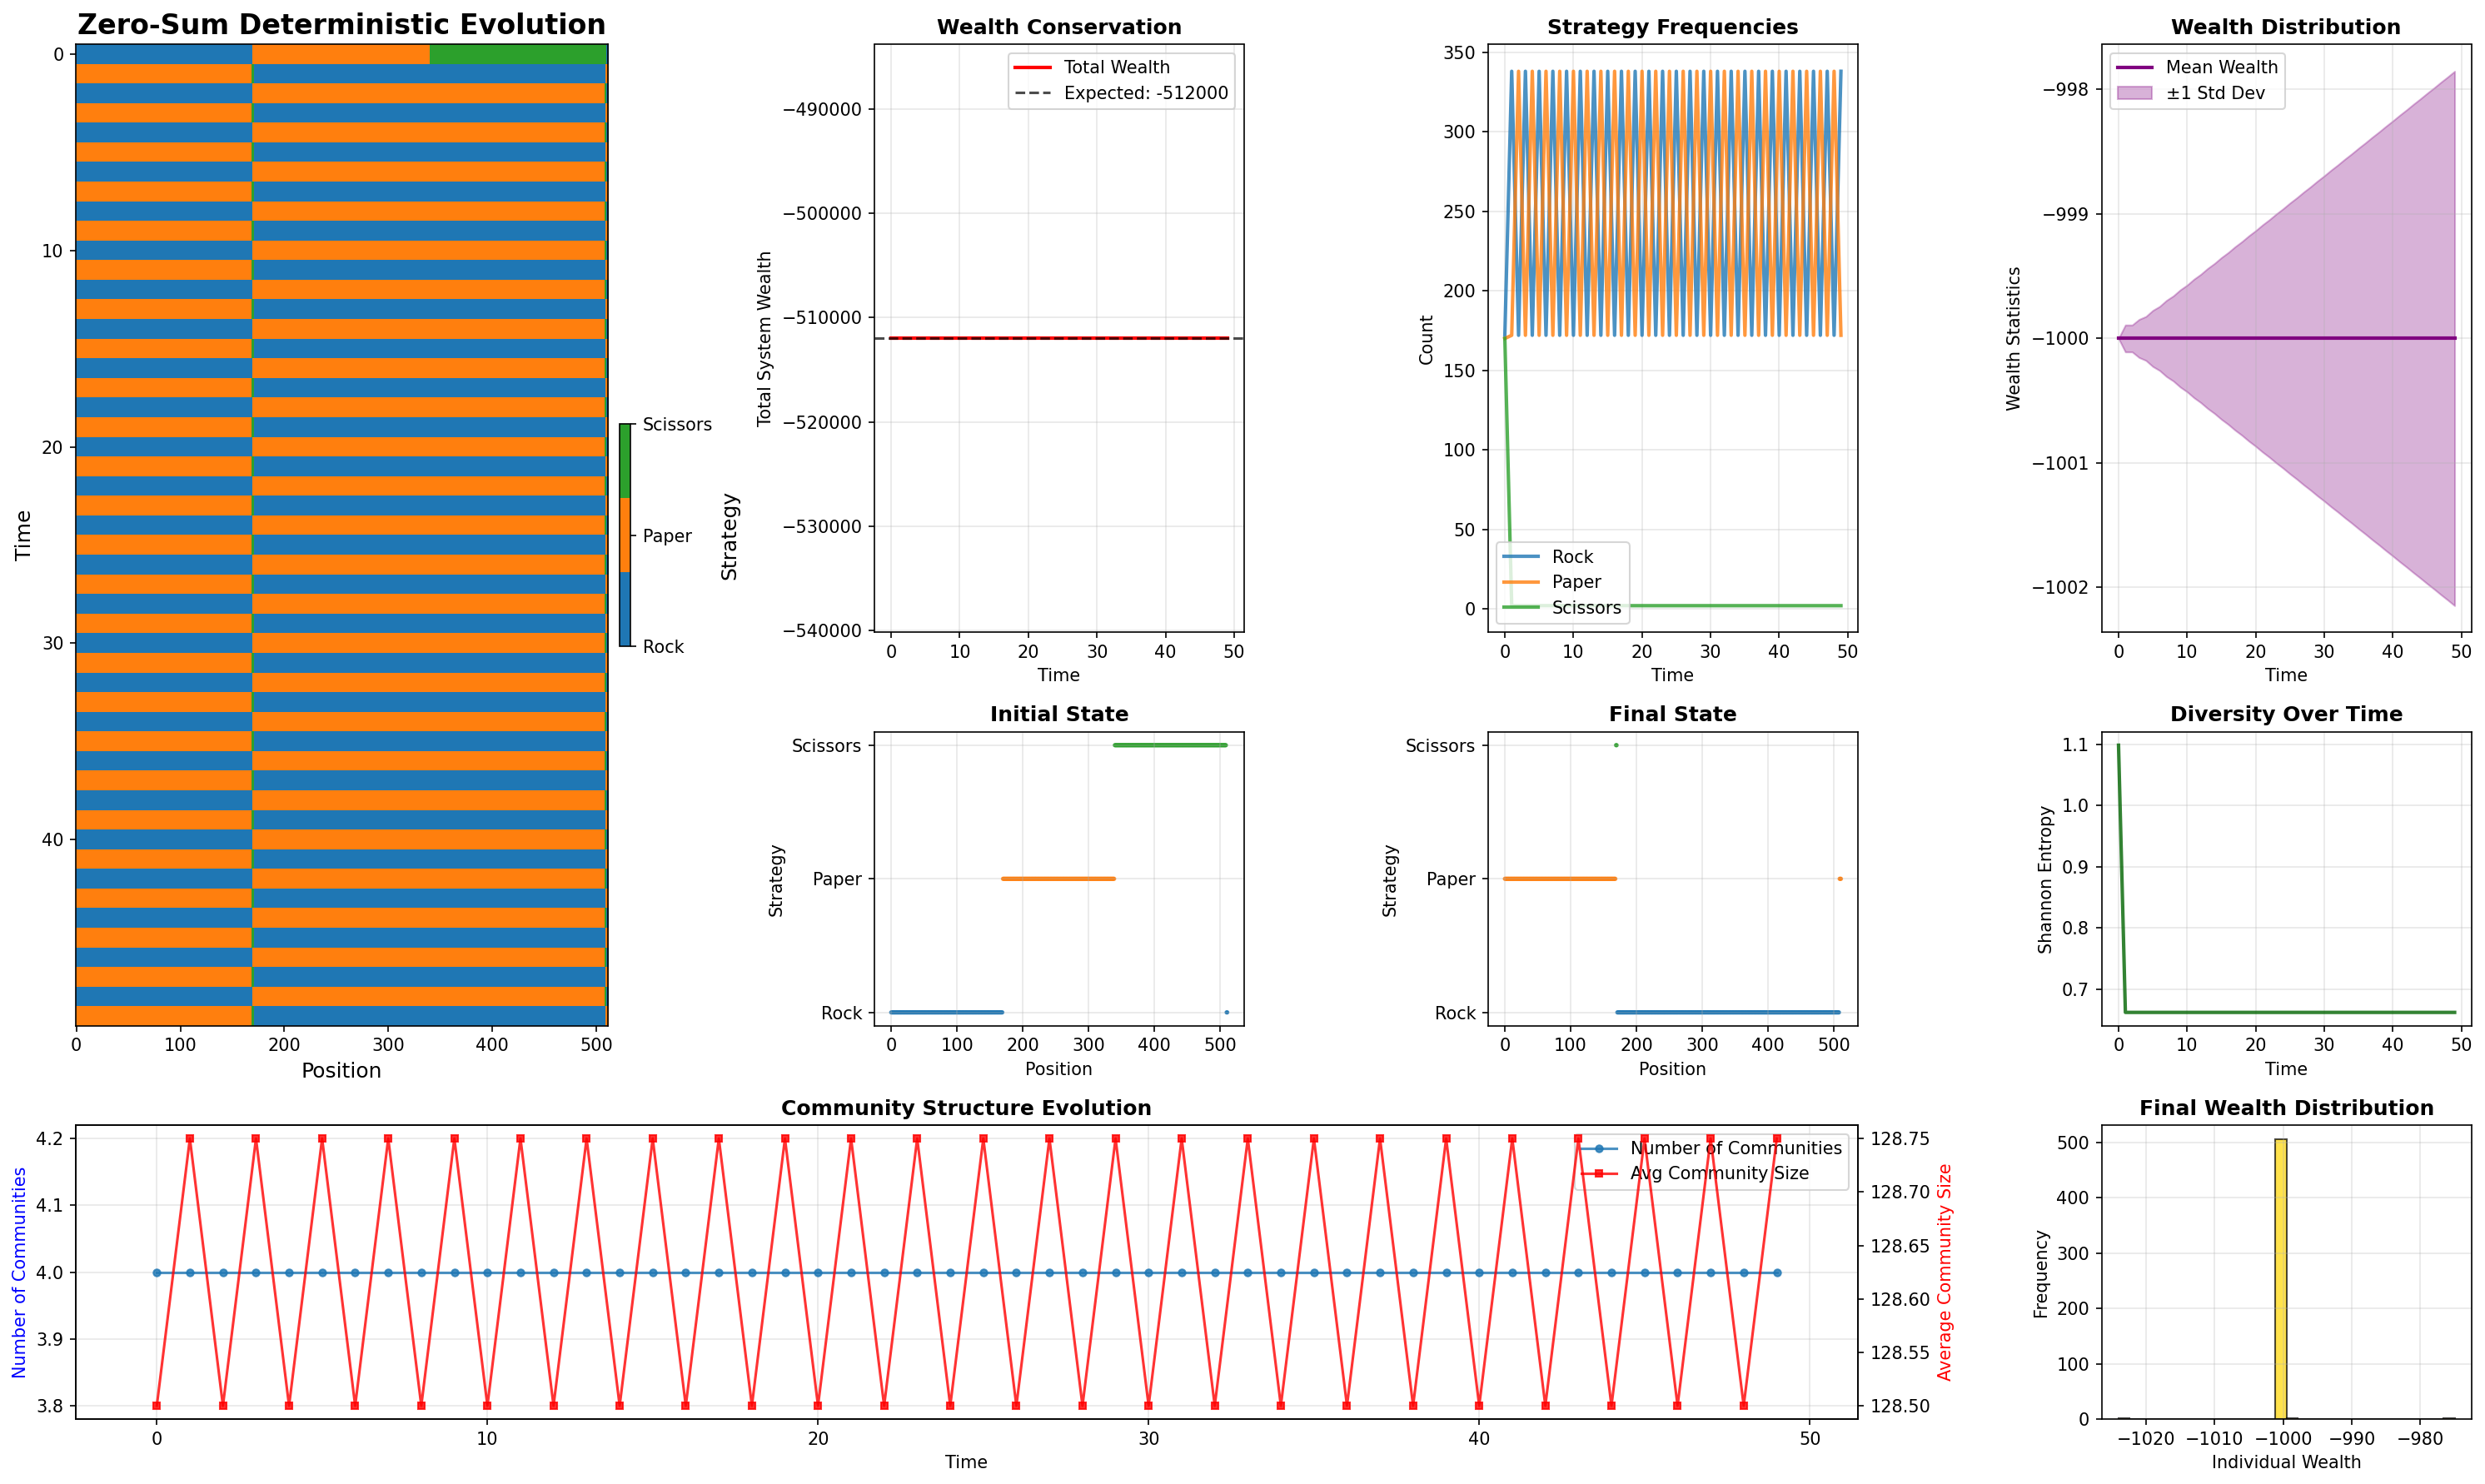 Zero-Sum Deterministic Evolution
0
10
20
30
40
Time
0 100 200 300 400 500
Position
Scissors
Paper
Rock
Strategy
Wealth Conservation
Total Wealth
Expected: -512000
−490000
−500000
−510000
−520000
−530000
−540000
Total System Wealth
0 10 20 30 40 50
Time
Strategy Frequencies
350
300
250
200
150
100
50
0
Count
Rock
Paper
Scissors
0 10 20 30 40 50
Time
Wealth Distribution
Mean Wealth
±1 Std Dev
−998
−999
−1000
−1001
−1002
Wealth Statistics
0 10 20 30 40 50
Time
Initial State
Scissors
Paper
Rock
Strategy
0 100 200 300 400 500
Position
Final State
Scissors
Paper
Rock
Strategy
0 100 200 300 400 500
Position
Diversity Over Time
1.1
1.0
0.9
0.8
0.7
Shannon Entropy
0 10 20 30 40 50
Time
Community Structure Evolution
4.2
4.1
4.0
3.9
3.8
Number of Communities
Number of Communities
Avg Community Size
128.75
128.70
128.65
128.60
128.55
128.50
Average Community Size
0 10 20 30 40 50
Time
Final Wealth Distribution
500
400
300
200
100
0
Frequency
−1020 −1010 −1000 −990 −980
Individual Wealth